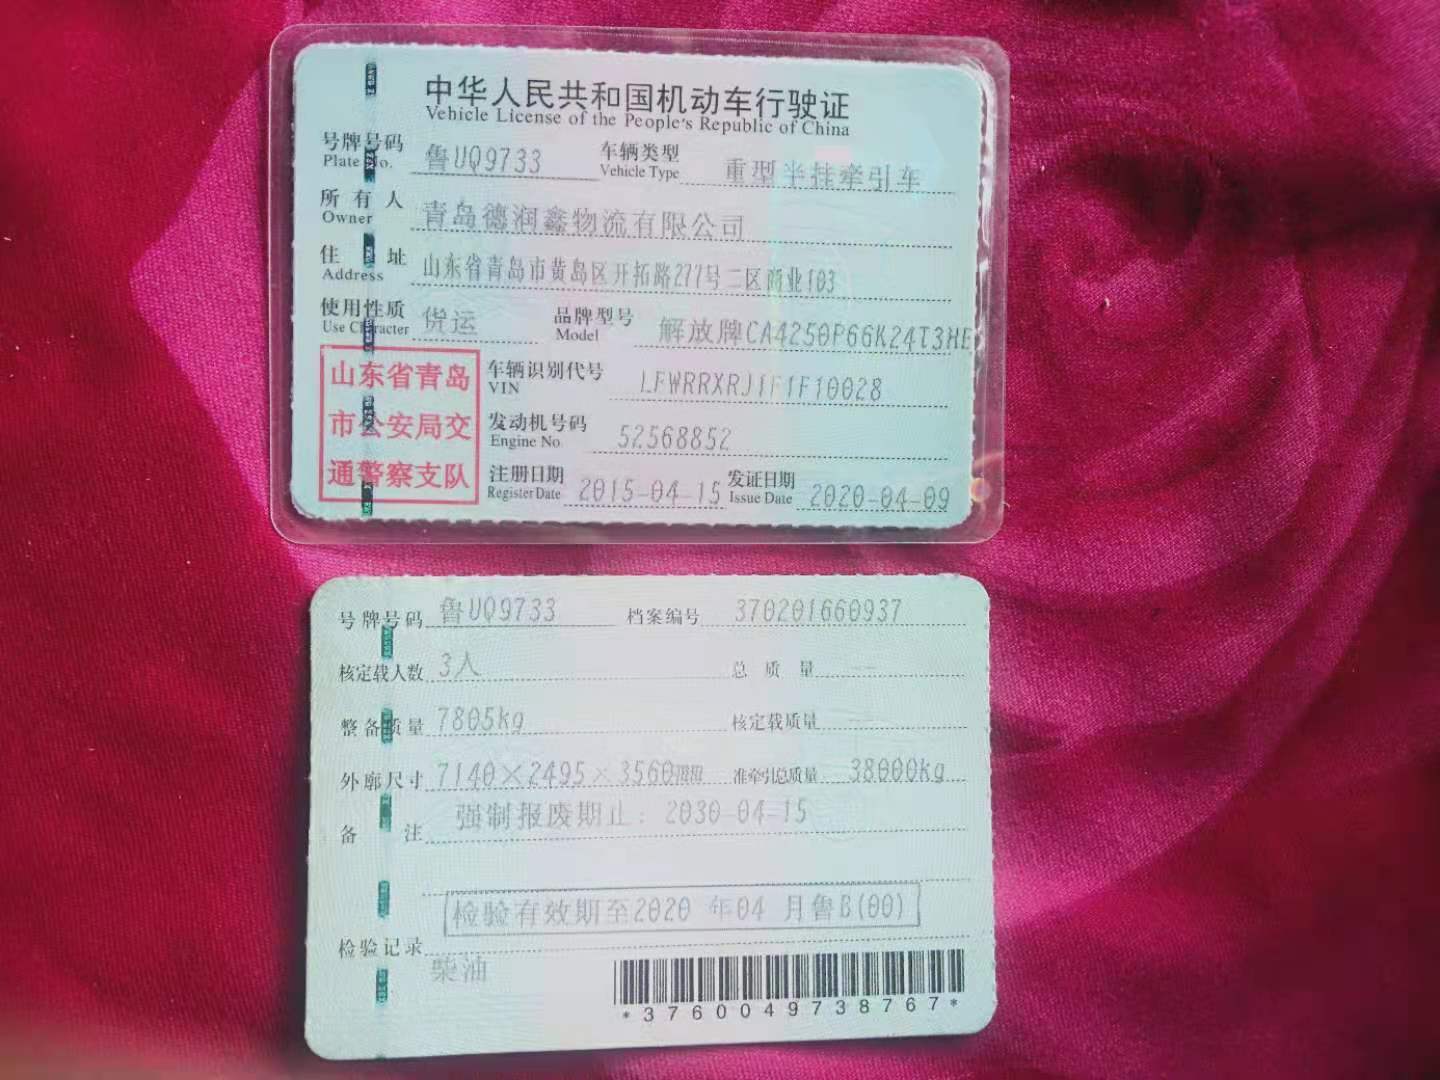 中华人民共和国机动车行驶证
Vehicle License of the People's Republic of China
号牌号码 鲁UQ9733 车辆类型 重型半挂牵引车
Plate No. Vehicle Type
所有人 青岛德润鑫物流有限公司
Owner
住址 山东省青岛市黄岛区开拓路277号二区商业103
Address
使用性质 货运 品牌型号 解放牌CA4250P66K24T3HE
Use Character Model
山东省青岛
市公安局交
通警察支队
车辆识别代号 LFWRRXRJ1F1F10028
VIN
发动机号码 52568852
Engine No.
注册日期 2015-04-15 发证日期 2020-04-09
Register Date Issue Date
号牌号码 鲁UQ9733 档案编号 370201660937
核定载人数 3人 总质量 --
整备质量 7805kg 核定载质量 --
外廓尺寸 7140×2495×3560mm 准牵引总质量 38000kg
备注 强制报废期止：2030-04-15
检验有效期至2020 年04 月鲁B(00)
检验记录
柴油
*3760049738767*